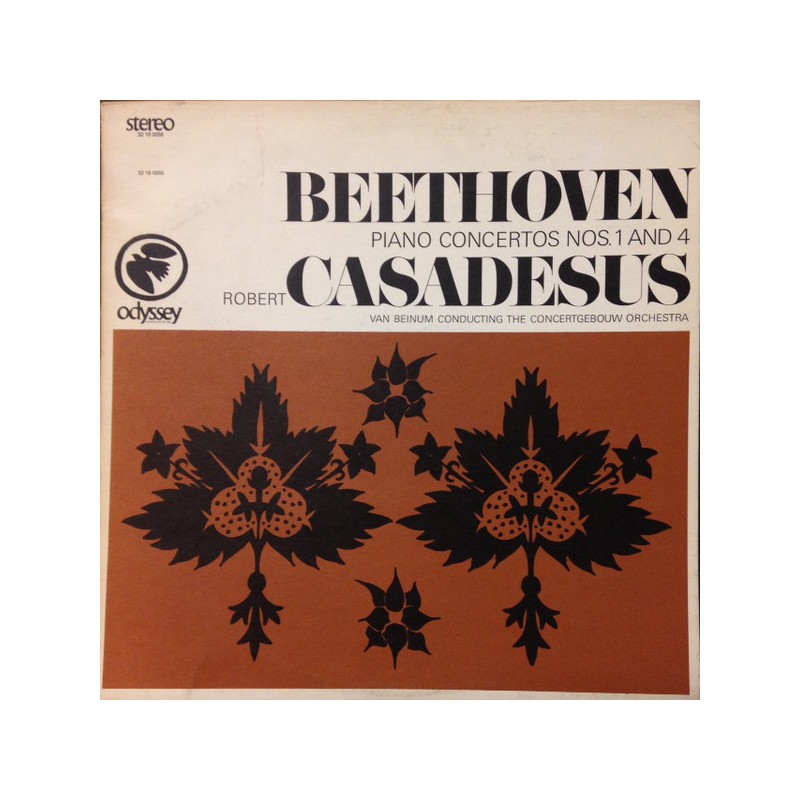 stereo
32 16 0056
32 16 0055
BEETHOVEN
PIANO CONCERTOS NOS. 1 AND 4
ROBERT CASADESUS
VAN BEINUM CONDUCTING THE CONCERTGEBOUW ORCHESTRA
odyssey